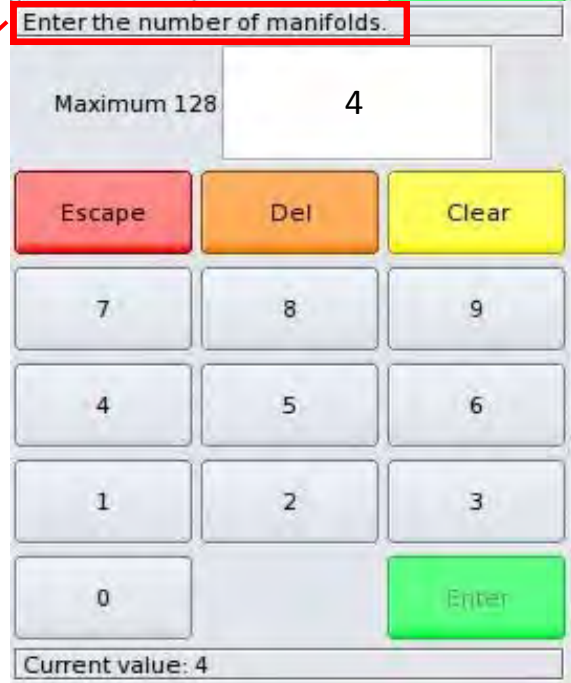 Enter the number of manifolds.
Maximum 128 4
Escape Del Clear
7 8 9
4 5 6
1 2 3
0 Enter
Current value: 4